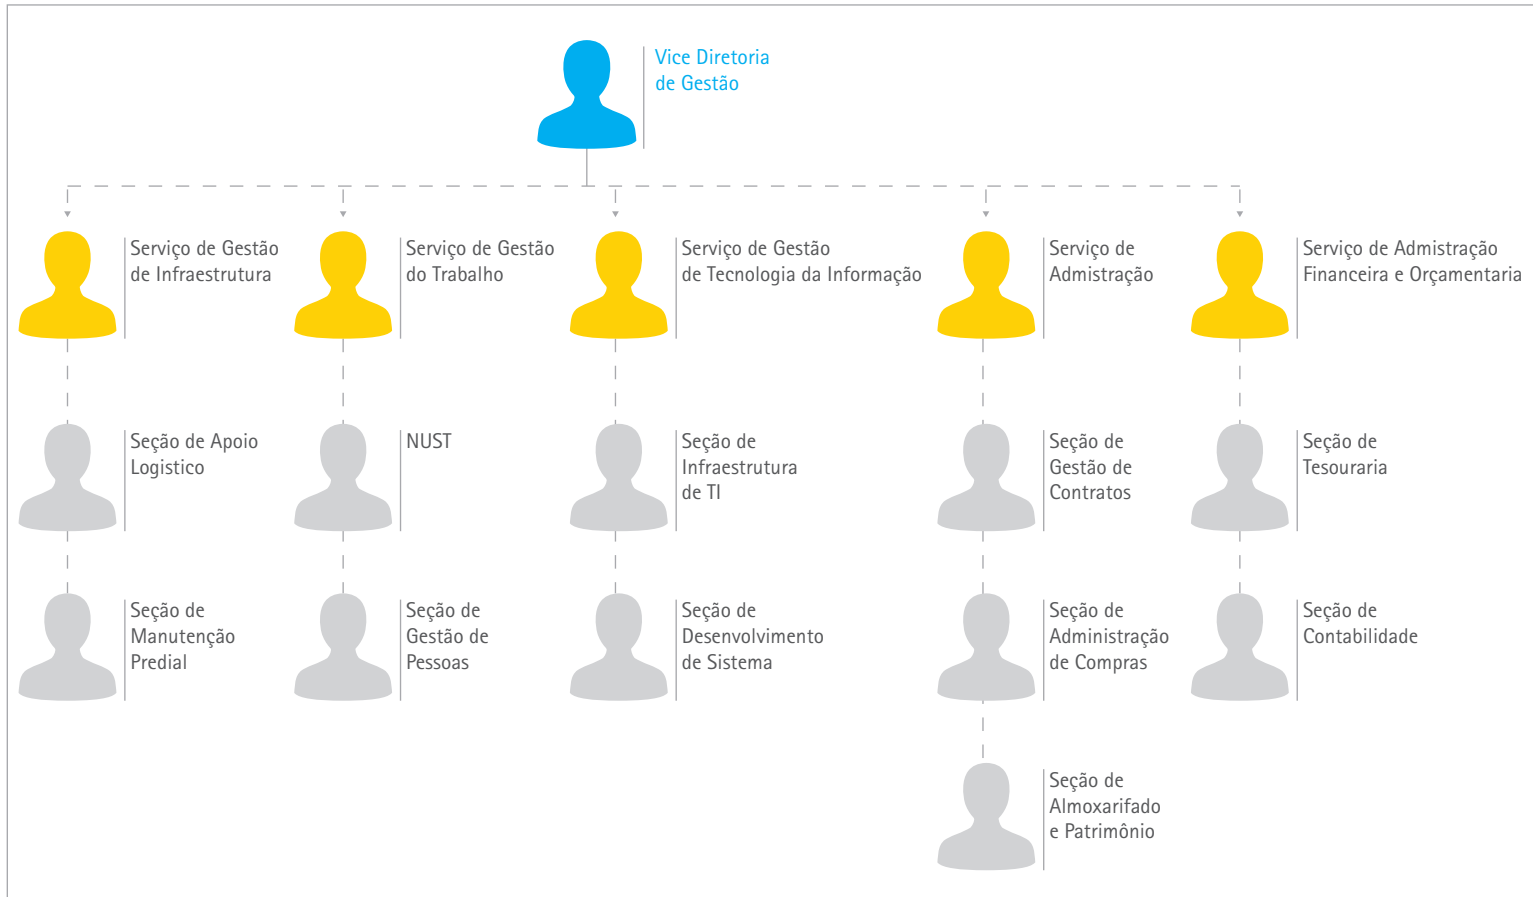 Vice Diretoria
de Gestão
Serviço de Gestão
de Infraestrutura
Serviço de Gestão
do Trabalho
Serviço de Gestão
de Tecnologia da Informação
Serviço de
Admistração
Serviço de Admistração
Financeira e Orçamentaria
Seção de Apoio
Logistico
NUST
Seção de
Infraestrutura
de TI
Seção de
Gestão de
Contratos
Seção de
Tesouraria
Seção de
Manutenção
Predial
Seção de
Gestão de
Pessoas
Seção de
Desenvolvimento
de Sistema
Seção de
Administração
de Compras
Seção de
Contabilidade
Seção de
Almoxarifado
e Patrimônio